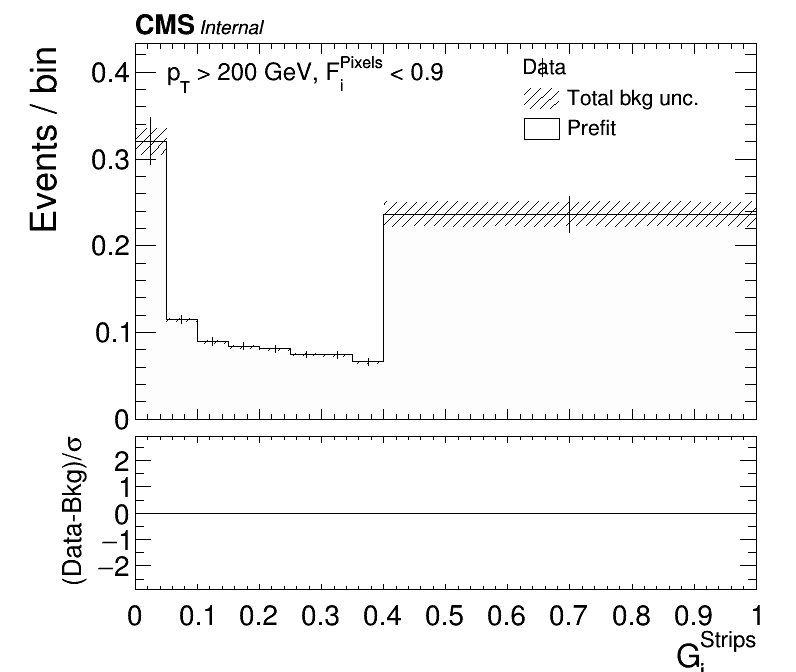 CMS Internal
Events / bin
p_T > 200 GeV, F_i^Pixels < 0.9
Data
Total bkg unc.
Prefit
0.4
0.3
0.2
0.1
0
(Data-Bkg)/σ
2
1
0
−1
−2
0 0.1 0.2 0.3 0.4 0.5 0.6 0.7 0.8 0.9 1
G_i^Strips